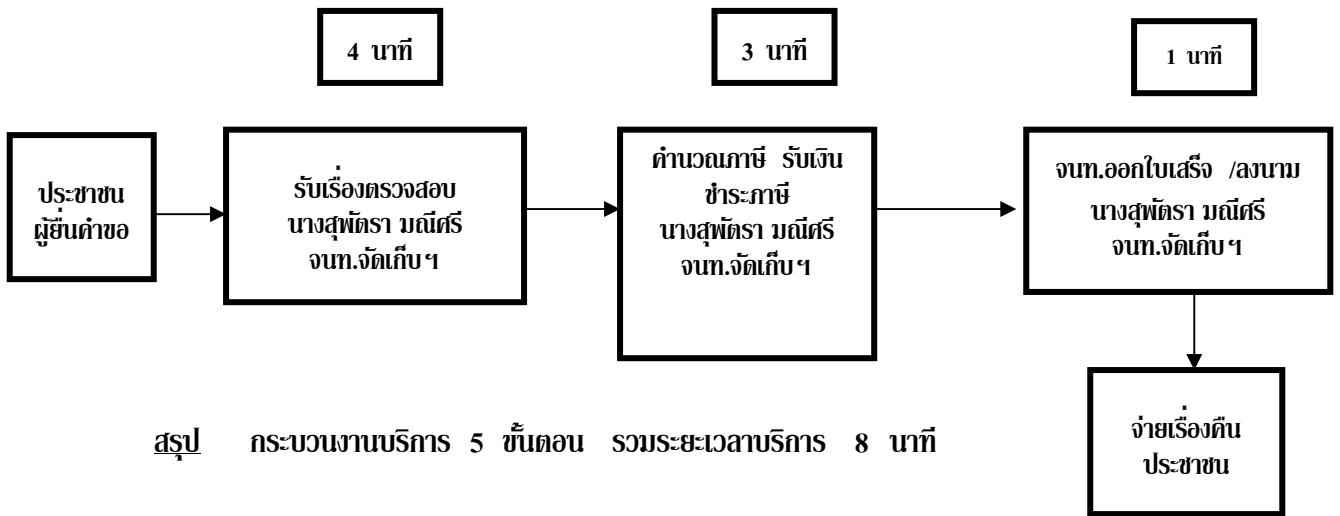 4 นาที
3 นาที
1 นาที
ประชาชน
ผู้ยื่นคำขอ
รับเรื่องตรวจสอบ
นางสุพัตรา มณีศรี
จนท.จัดเก็บฯ
คำนวณภาษี รับเงิน
ชำระภาษี
นางสุพัตรา มณีศรี
จนท.จัดเก็บฯ
จนท.ออกใบเสร็จ /ลงนาม
นางสุพัตรา มณีศรี
จนท.จัดเก็บฯ
จ่ายเรื่องคืน
ประชาชน
สรุป กระบวนงานบริการ 5 ขั้นตอน รวมระยะเวลาบริการ 8 นาที